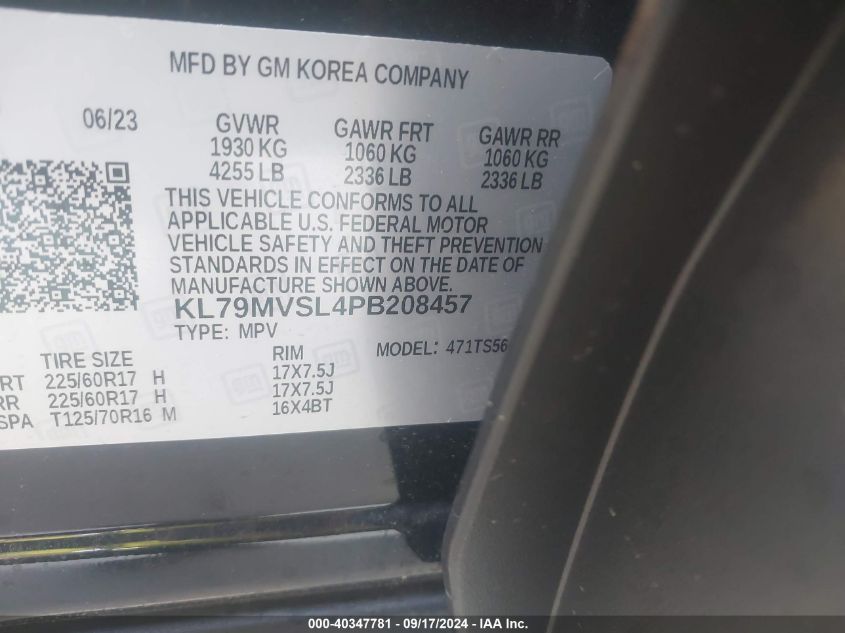 MFD BY GM KOREA COMPANY
06/23
GVWR GAWR FRT GAWR RR
1930 KG 1060 KG 1060 KG
4255 LB 2336 LB 2336 LB
THIS VEHICLE CONFORMS TO ALL
APPLICABLE U.S. FEDERAL MOTOR
VEHICLE SAFETY AND THEFT PREVENTION
STANDARDS IN EFFECT ON THE DATE OF
MANUFACTURE SHOWN ABOVE.
KL79MVSL4PB208457
TYPE: MPV MODEL: 471TS56
TIRE SIZE RIM
RT 225/60R17 H 17X7.5J
RR 225/60R17 H 17X7.5J
SPA T125/70R16 M 16X4BT
000-40347781 - 09/17/2024 - IAA Inc.